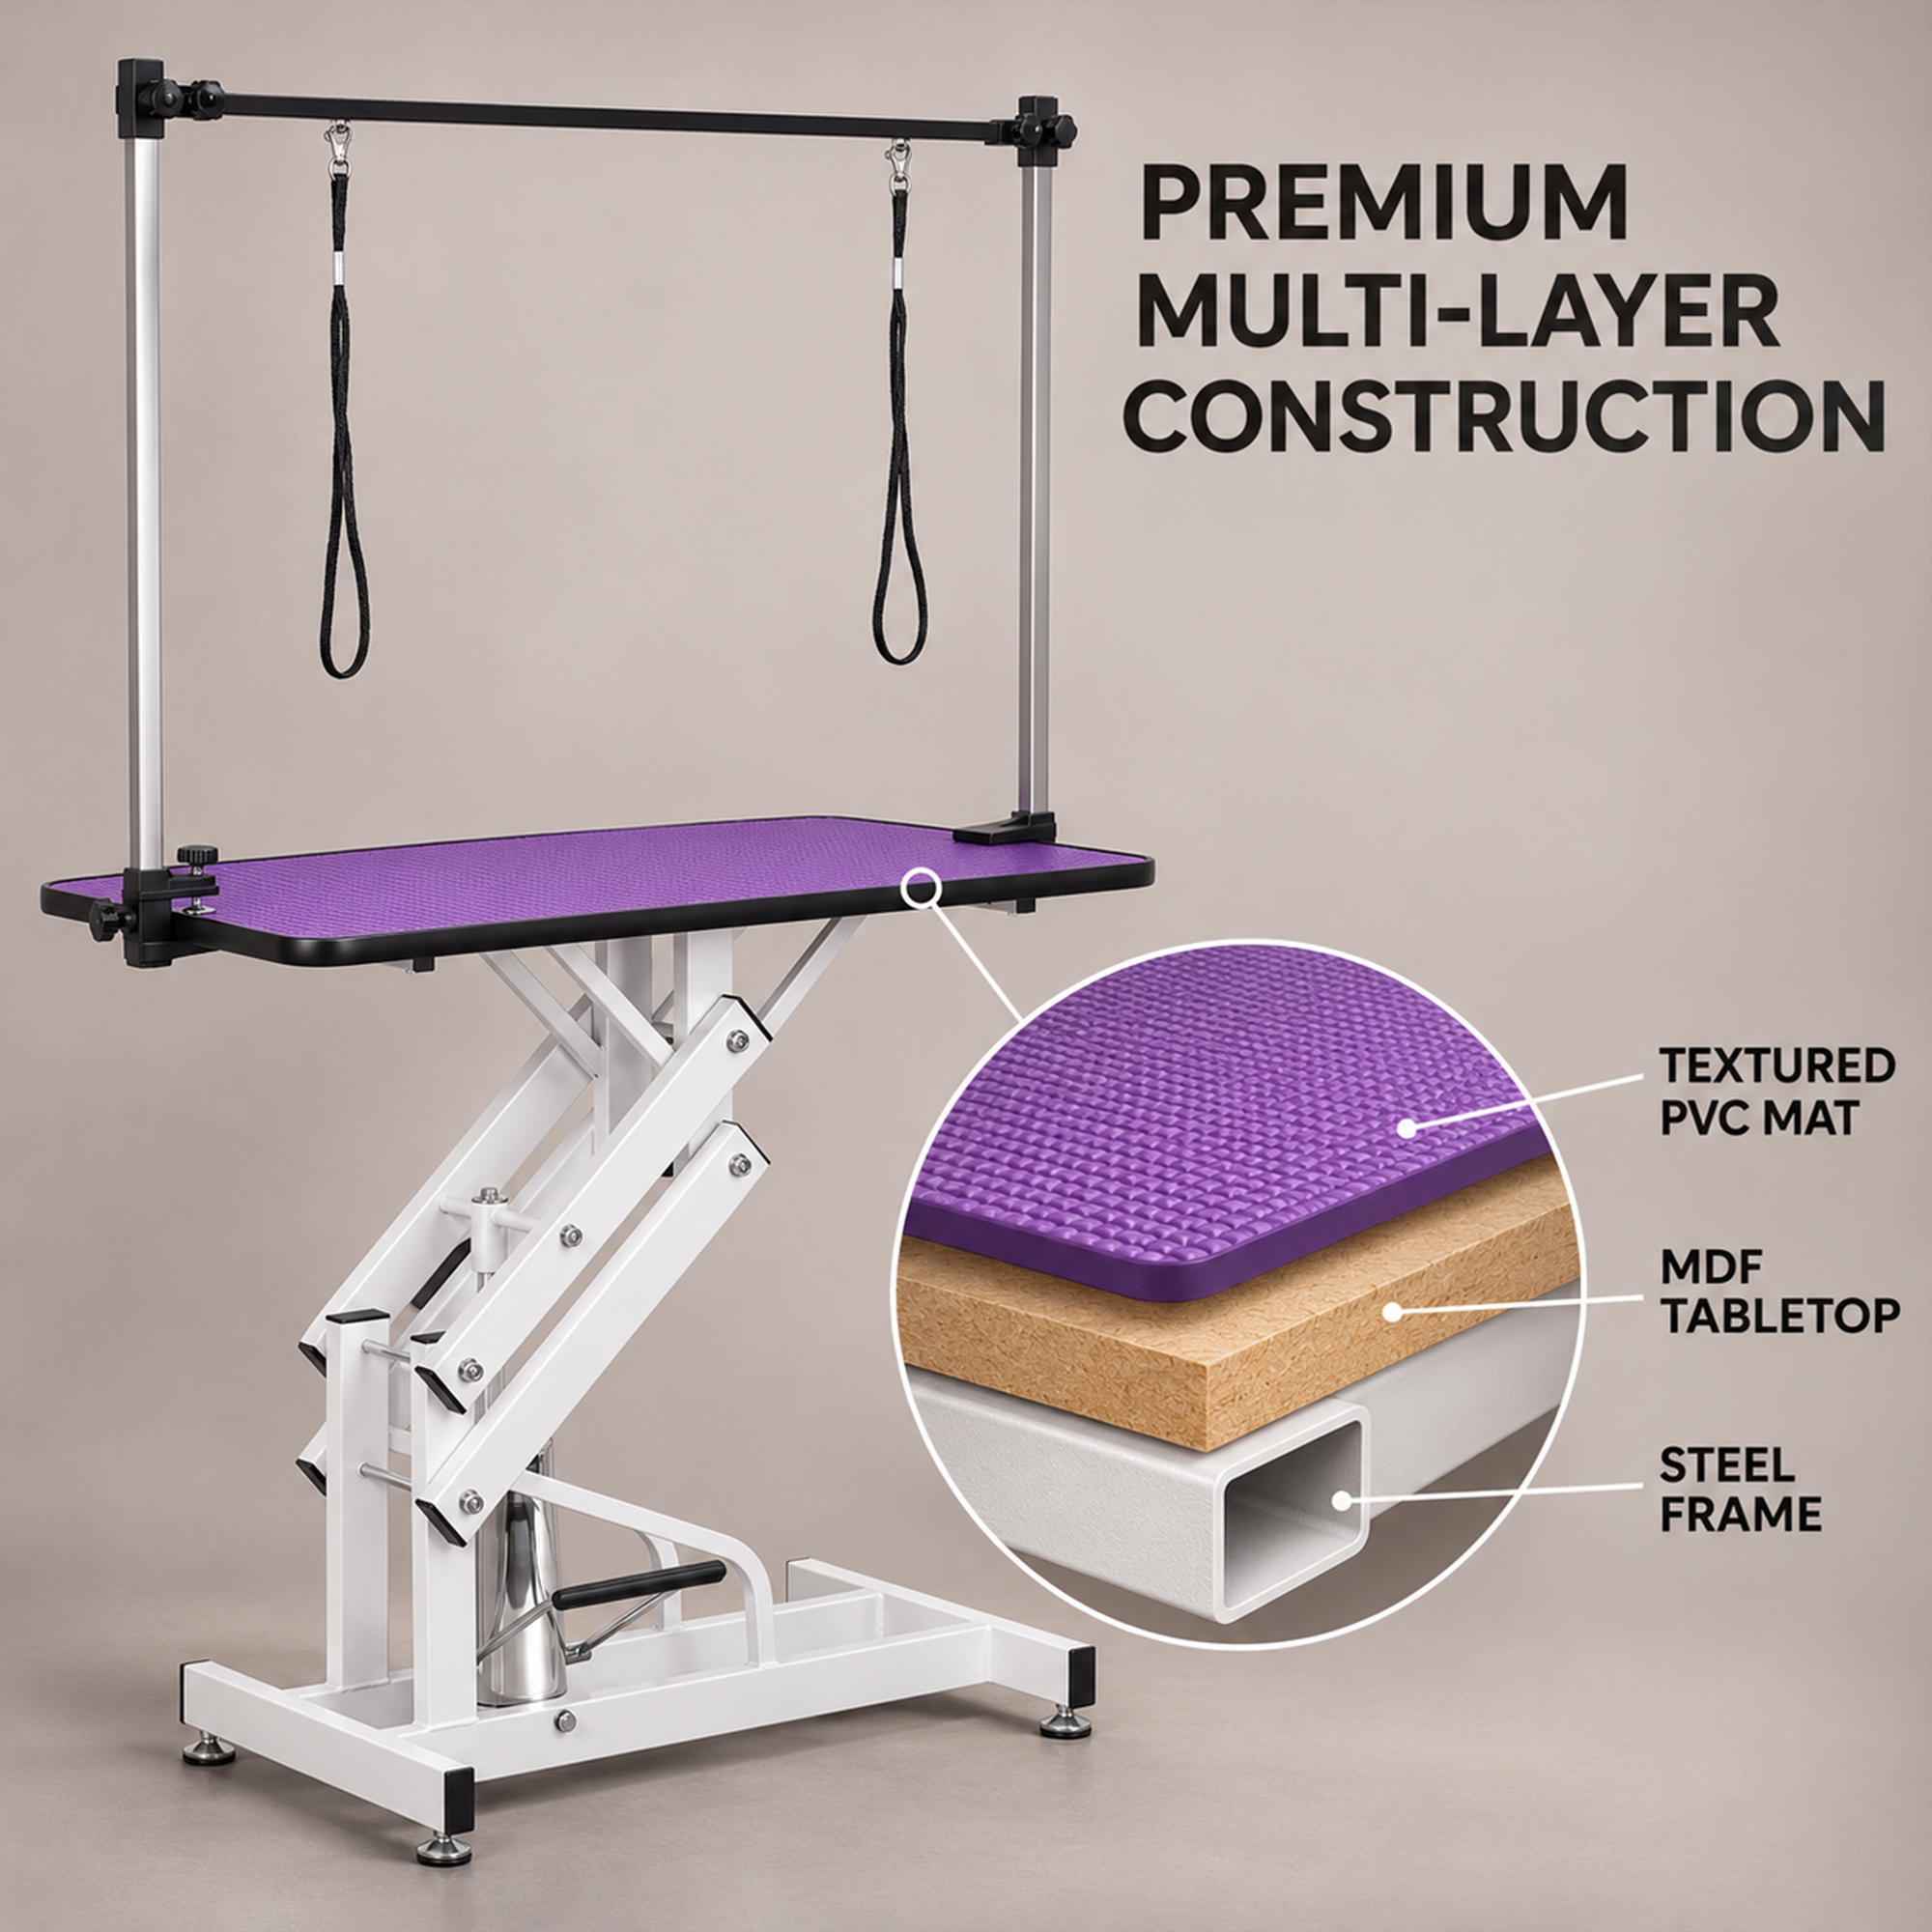 PREMIUM
MULTI-LAYER
CONSTRUCTION
TEXTURED
PVC MAT
MDF
TABLETOP
STEEL
FRAME